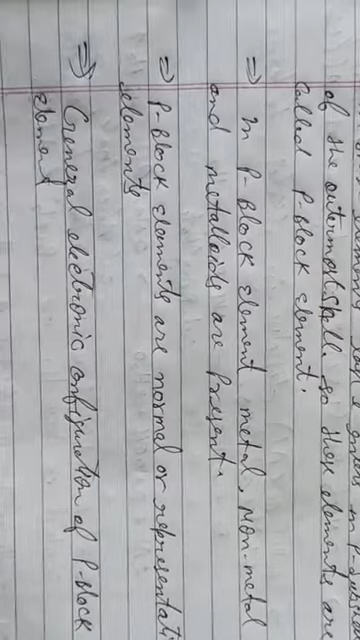 of the outermost shell. So these elements are
called P-block element.
⇒ In P-block element metal, Non-metal
and metalloids are Present.
⇒ P-block elements are normal or representati
elements
⇒ General electronic configuration of P-block
element